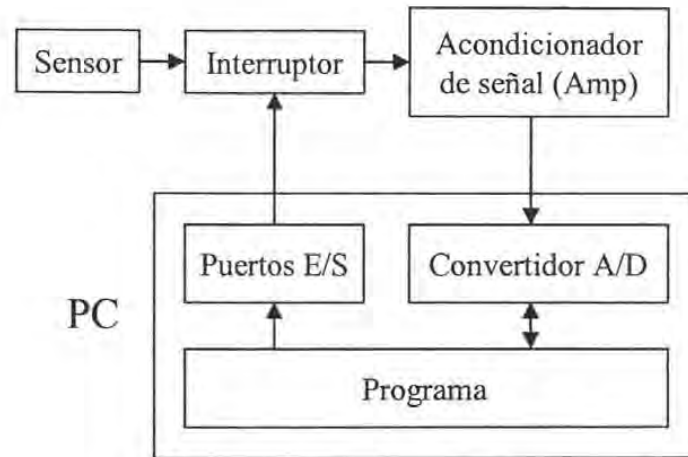 Sensor
Interruptor
Acondicionador
de señal (Amp)
Puertos E/S
Convertidor A/D
PC
Programa